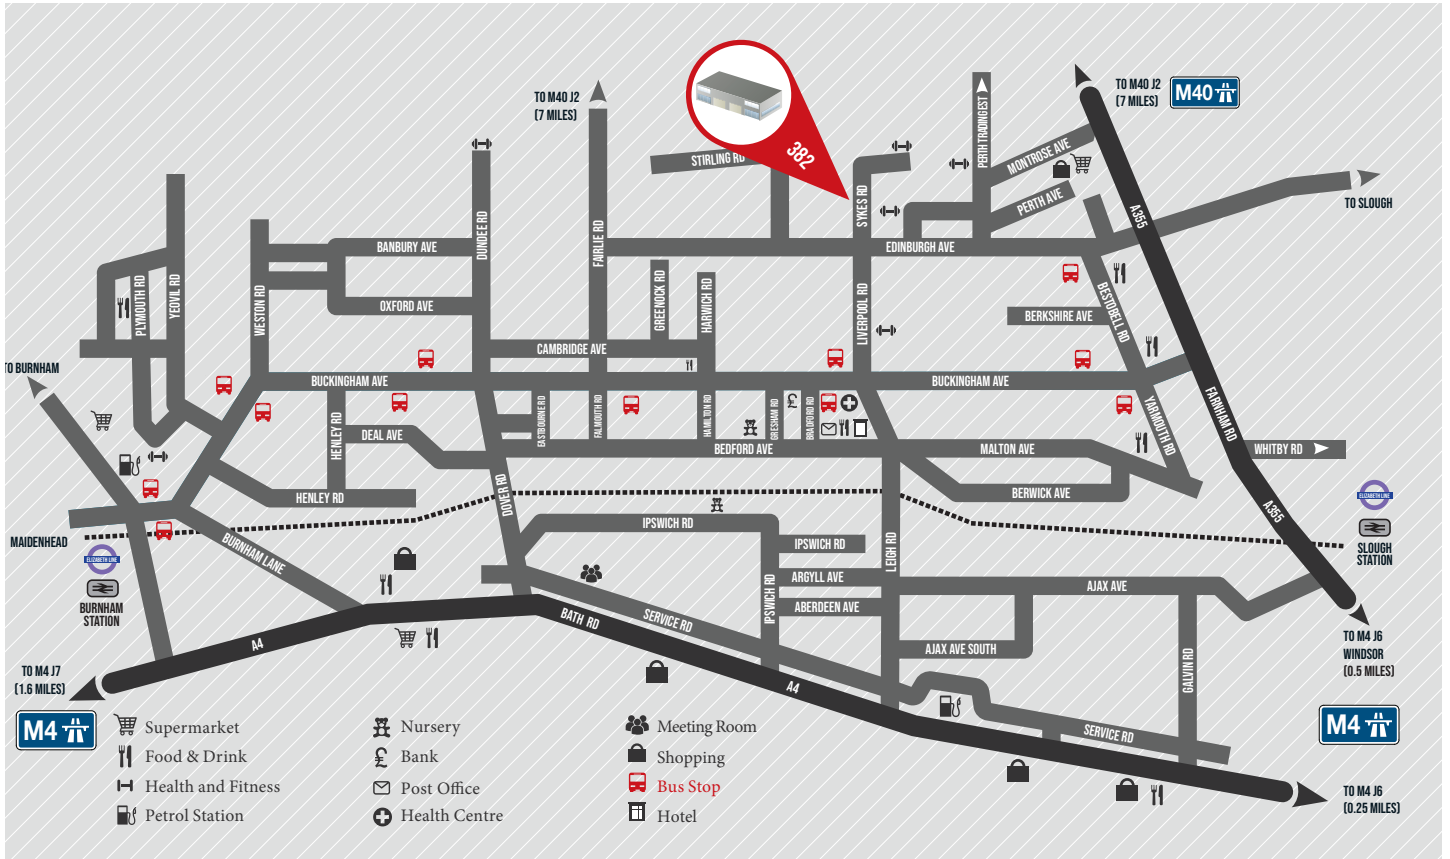 TO M40 J2
(7 MILES)
382
TO M40 J2
(7 MILES)
M40
PERTH TRADING EST
STIRLING RD
MONTROSE AVE
PERTH AVE
SYKES RD
TO SLOUGH
A355
DUNDEE RD
FAIRLIE RD
BANBURY AVE
EDINBURGH AVE
PLYMOUTH RD
YEOVIL RD
WESTON RD
OXFORD AVE
GREENOCK RD
HARWICH RD
LIVERPOOL RD
BESTOBELL RD
BERKSHIRE AVE
CAMBRIDGE AVE
TO BURNHAM
BUCKINGHAM AVE
BUCKINGHAM AVE
FARNHAM RD
YARMOUTH RD
HENLEY RD
DEAL AVE
EASTBOURNE RD
FALMOUTH RD
HAMILTON RD
GRESHAM RD
BRADFORD RD
BEDFORD AVE
MALTON AVE
WHITBY RD
HENLEY RD
DOVER RD
BERWICK AVE
A355
ELIZABETH LINE
SLOUGH
STATION
MAIDENHEAD
ELIZABETH LINE
BURNHAM
STATION
BURNHAM LANE
IPSWICH RD
IPSWICH RD
LEIGH RD
ARGYLL AVE
IPSWICH RD
ABERDEEN AVE
AJAX AVE
BATH RD
SERVICE RD
AJAX AVE SOUTH
GALVIN RD
TO M4 J6
WINDSOR
(0.5 MILES)
A4
A4
TO M4 J7
(1.6 MILES)
M4
SERVICE RD
M4
TO M4 J6
(0.25 MILES)
Supermarket
Food & Drink
Health and Fitness
Petrol Station
Nursery
Bank
Post Office
Health Centre
Meeting Room
Shopping
Bus Stop
Hotel